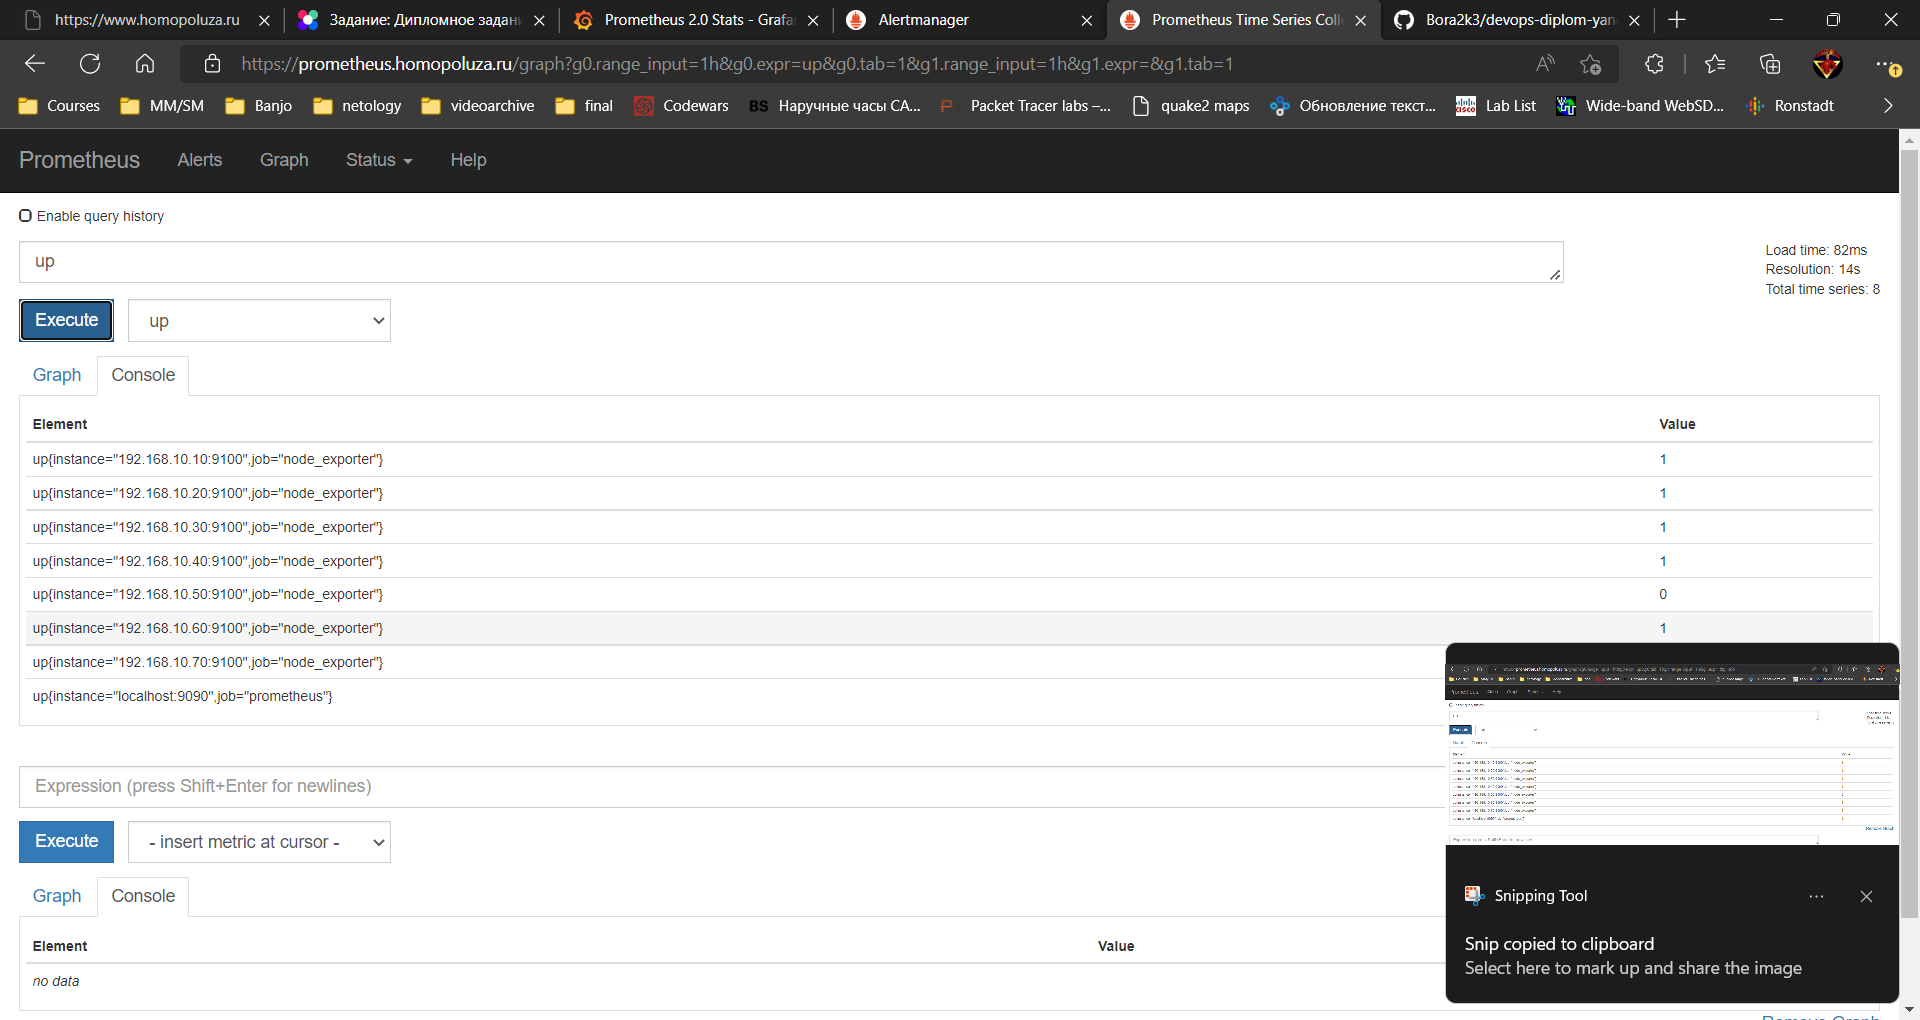 https://www.homopoluza.ru
Задание: Дипломное задани
Prometheus 2.0 Stats - Grafa
Alertmanager
Prometheus Time Series Coll
Bora2k3/devops-diplom-yan
https://prometheus.homopoluza.ru/graph?g0.range_input=1h&g0.expr=up&g0.tab=1&g1.range_input=1h&g1.expr=&g1.tab=1
Courses MM/SM Banjo netology videoarchive final Codewars BS Наручные часы CA... Packet Tracer labs –... quake2 maps Обновление текст... Lab List Wide-band WebSD... Ronstadt
Prometheus Alerts Graph Status Help
Enable query history
up
Load time: 82ms
Resolution: 14s
Total time series: 8
Execute up
Graph Console
Element Value
up{instance="192.168.10.10:9100",job="node_exporter"} 1
up{instance="192.168.10.20:9100",job="node_exporter"} 1
up{instance="192.168.10.30:9100",job="node_exporter"} 1
up{instance="192.168.10.40:9100",job="node_exporter"} 1
up{instance="192.168.10.50:9100",job="node_exporter"} 0
up{instance="192.168.10.60:9100",job="node_exporter"} 1
up{instance="192.168.10.70:9100",job="node_exporter"}
up{instance="localhost:9090",job="prometheus"}
Expression (press Shift+Enter for newlines)
Execute - insert metric at cursor -
Graph Console
Element Value
no data
Snipping Tool
Snip copied to clipboard
Select here to mark up and share the image